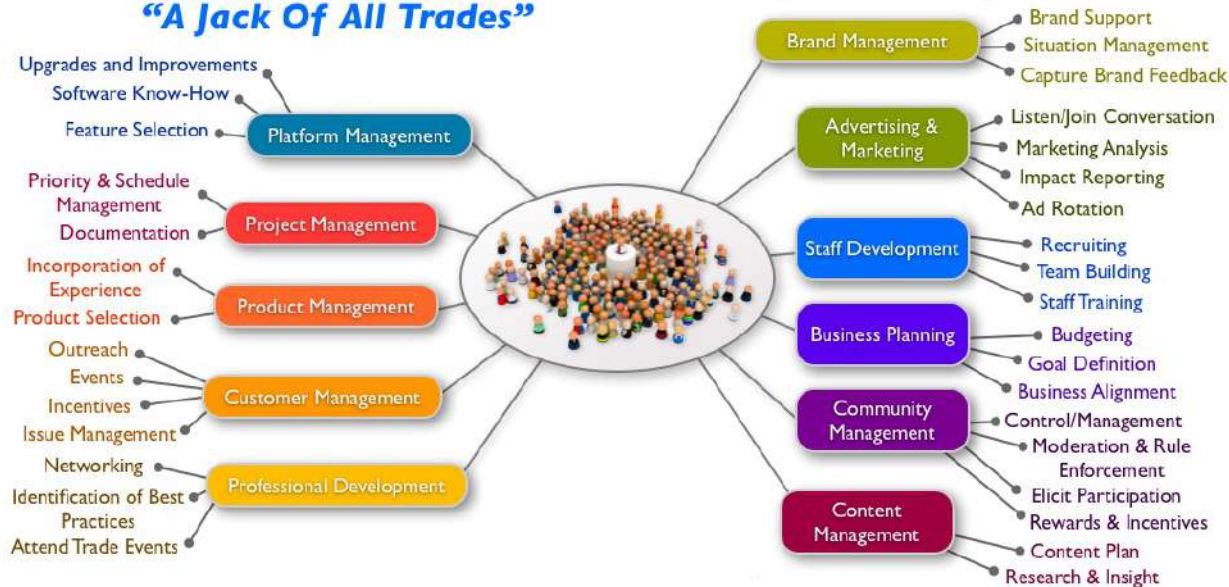 “A Jack Of All Trades”
Upgrades and Improvements
Software Know-How
Feature Selection
Platform Management
Priority & Schedule
Management
Documentation
Project Management
Incorporation of
Experience
Product Selection
Product Management
Outreach
Events
Incentives
Issue Management
Customer Management
Networking
Identification of Best
Practices
Attend Trade Events
Professional Development
Brand Management
Brand Support
Situation Management
Capture Brand Feedback
Advertising &
Marketing
Listen/Join Conversation
Marketing Analysis
Impact Reporting
Ad Rotation
Staff Development
Recruiting
Team Building
Staff Training
Business Planning
Budgeting
Goal Definition
Business Alignment
Community
Management
Control/Management
Moderation & Rule
Enforcement
Elicit Participation
Rewards & Incentives
Content
Management
Content Plan
Research & Insight